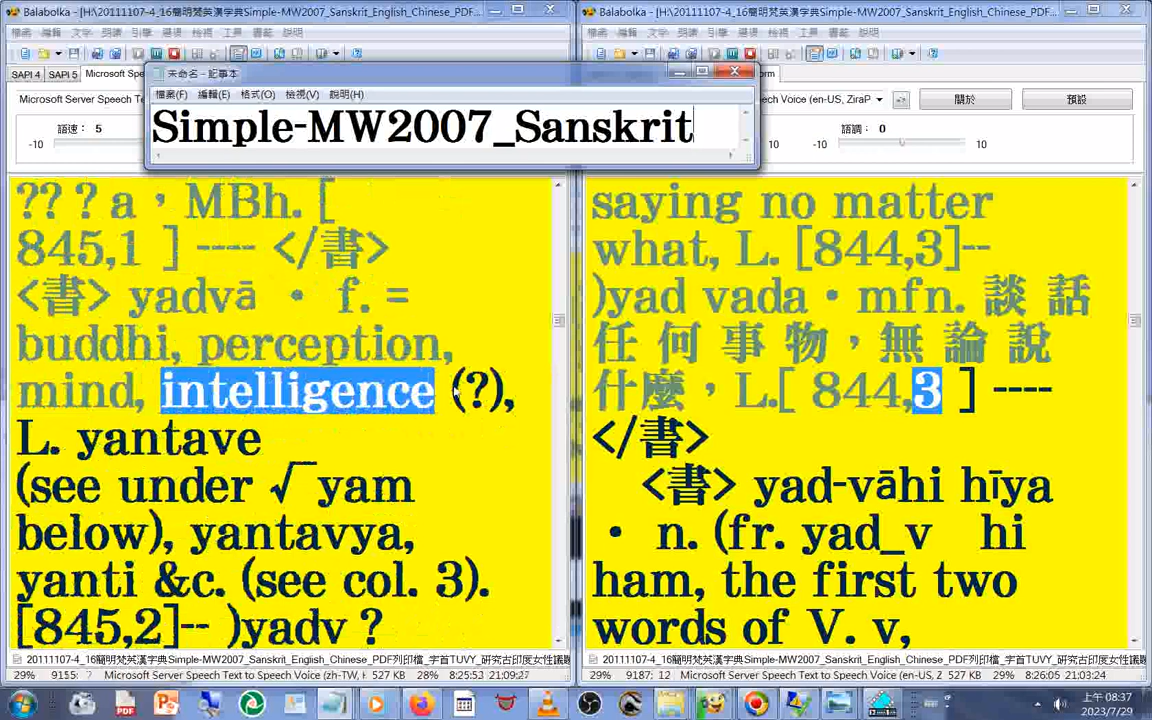 Balabolka - [H:\20111107-4_16簡明梵英漢字典Simple-MW2007_Sanskrit_English_Chinese_PDF...
Balabolka - [H:\20111107-4_16簡明梵英漢字典Simple-MW2007_Sanskrit_English_Chinese_PDF...
SAPI 4 SAPI 5 Microsoft Spee
未命名 - 記事本
檔案(F) 編輯(E) 格式(O) 檢視(V) 說明(H)
Simple-MW2007_Sanskrit
Microsoft Server Speech Te
ech Voice (en-US, ZiraP
關於
預設
語速： 5
語調： 0
-10
10
-10
10
?? ? a，MBh. [
845,1 ] ---- </書>
<書> yadvā • f. =
buddhi, perception,
mind, intelligence (?),
L. yantave
(see under √ yam
below), yantavya,
yanti &c. (see col. 3).
[845,2]-- )yadv ?
saying no matter
what, L. [844,3]--
)yad vada • mfn. 談 話
任 何 事 物，無 論 說
什麼，L.[ 844,3 ] ----
</書>
<書> yad-vāhi hīya
• n. (fr. yad_v hi
ham, the first two
words of V. v,
20111107-4_16簡明梵英漢字典Simple-MW2007_Sanskrit_English_Chinese_PDF列印檔_字首TUVY_研究古印度女性議題
20111107-4_16簡明梵英漢字典Simple-MW2007_Sanskrit_English_Chinese_PDF列印檔_字首TUVY_研究古印度女性議題
29% 9155: 7 Microsoft Server Speech Text to Speech Voice (zh-TW, H 527 KB 28% 8:25:53 21:09:27
29% 9187: 12 Microsoft Server Speech Text to Speech Voice (en-US, Z 527 KB 29% 8:26:05 21:03:24
上午 08:37
2023/7/29